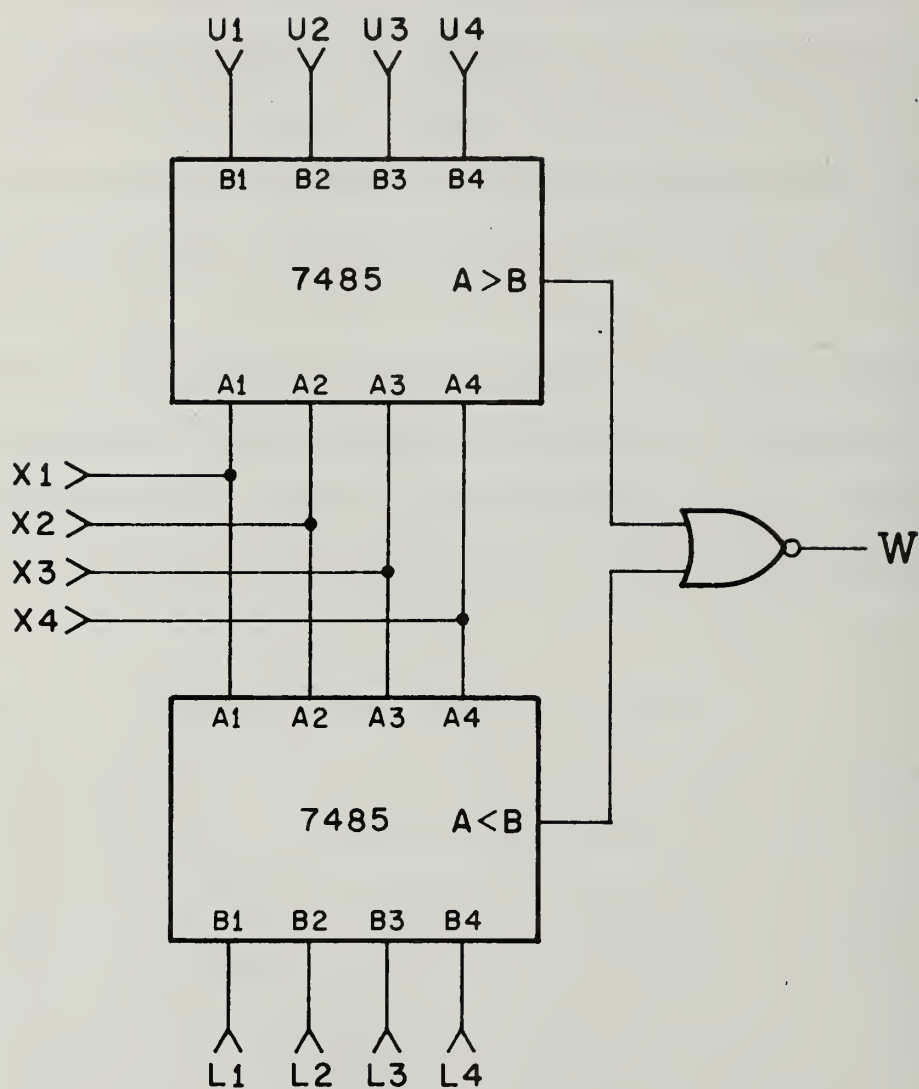 U1 U2 U3 U4
B1 B2 B3 B4
7485 A>B
A1 A2 A3 A4
X1
X2
X3
X4
W
A1 A2 A3 A4
7485 A<B
B1 B2 B3 B4
L1 L2 L3 L4